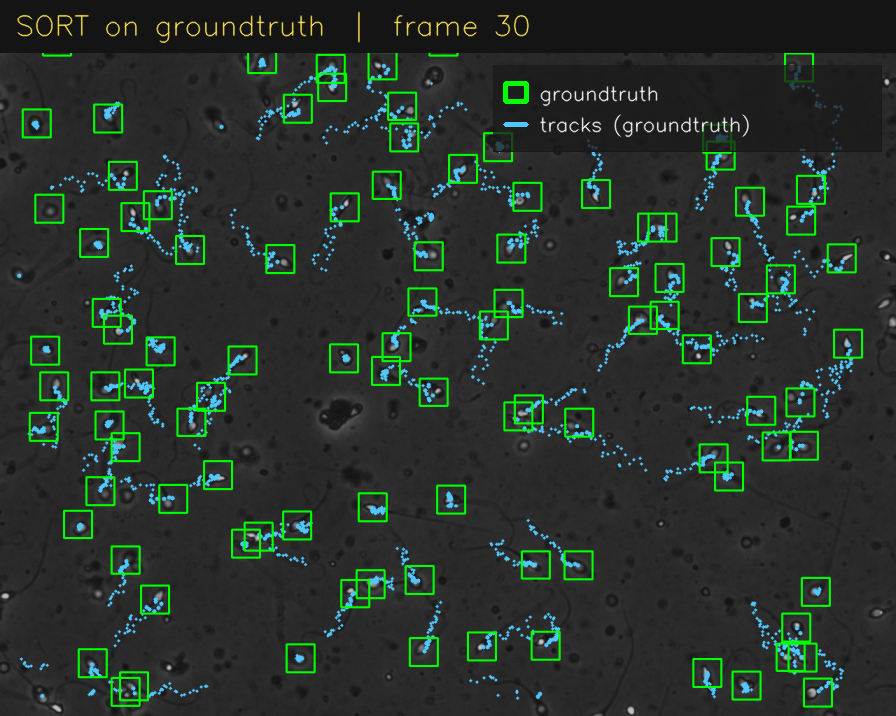 SORT on groundtruth | frame 30
groundtruth
tracks (groundtruth)